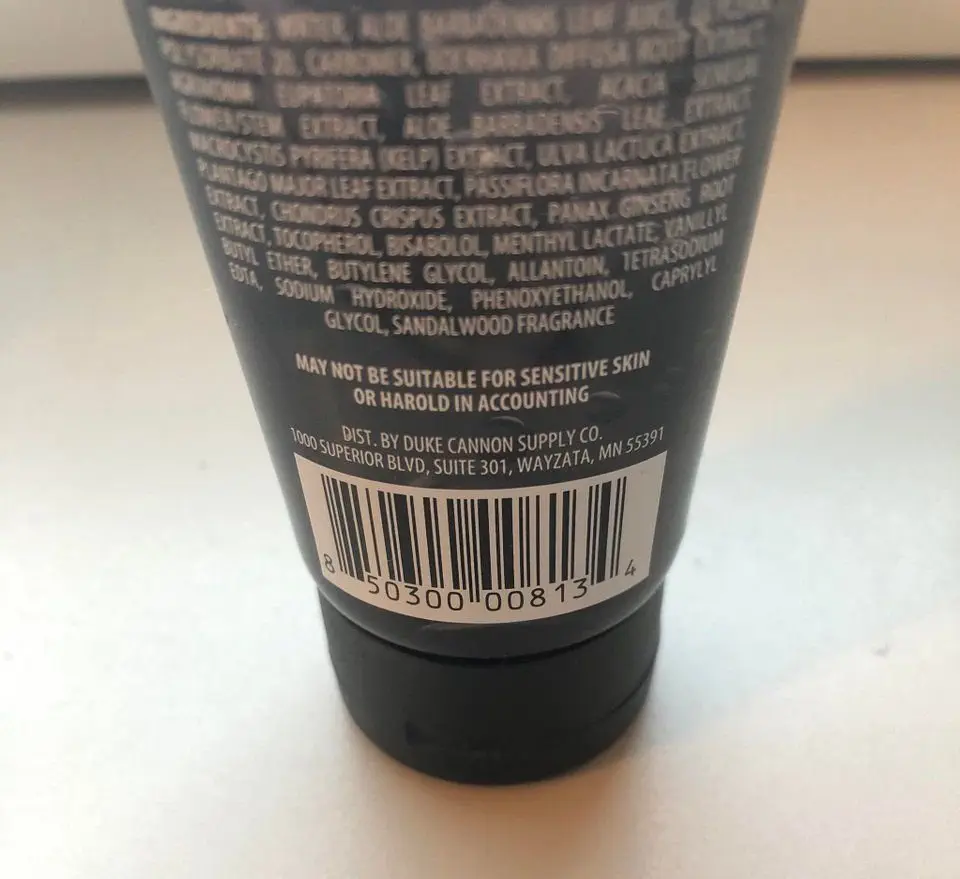 INGREDIENTS: WATER, ALOE BARBADENSIS LEAF JUICE, GLYCERIN,
POLYSORBATE 20, CARBOMER, BOERHAVIA DIFFUSA ROOT EXTRACT,
AGRIMONIA EUPATORIA LEAF EXTRACT, ACACIA SENEGAL
FLOWER/STEM EXTRACT, ALOE BARBADENSIS LEAF EXTRACT,
MACROCYSTIS PYRIFERA (KELP) EXTRACT, ULVA LACTUCA EXTRACT,
PLANTAGO MAJOR LEAF EXTRACT, PASSIFLORA INCARNATA FLOWER
EXTRACT, CHONDRUS CRISPUS EXTRACT, PANAX GINSENG ROOT
EXTRACT, TOCOPHEROL, BISABOLOL, MENTHYL LACTATE, VANILLYL
BUTYL ETHER, BUTYLENE GLYCOL, ALLANTOIN, TETRASODIUM
EDTA, SODIUM HYDROXIDE, PHENOXYETHANOL, CAPRYLYL
GLYCOL, SANDALWOOD FRAGRANCE
MAY NOT BE SUITABLE FOR SENSITIVE SKIN
OR HAROLD IN ACCOUNTING
DIST. BY DUKE CANNON SUPPLY CO.
1000 SUPERIOR BLVD, SUITE 301, WAYZATA, MN 55391
8 50300 00813 4